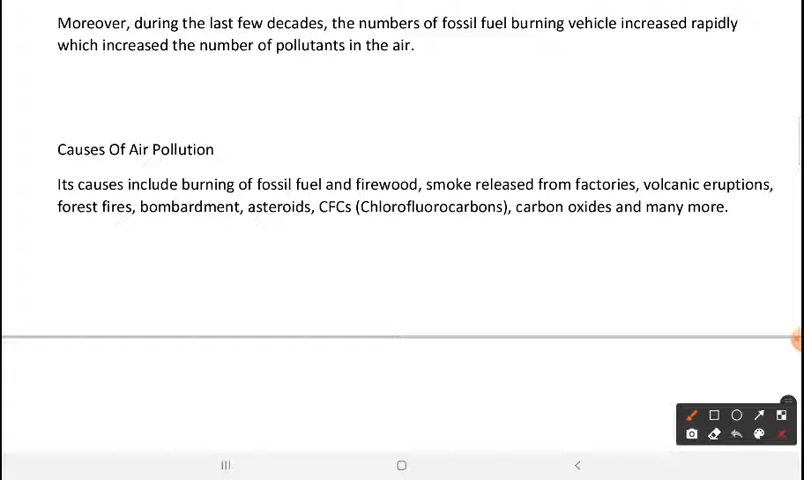 Moreover, during the last few decades, the numbers of fossil fuel burning vehicle increased rapidly
which increased the number of pollutants in the air.
Causes Of Air Pollution
Its causes include burning of fossil fuel and firewood, smoke released from factories, volcanic eruptions,
forest fires, bombardment, asteroids, CFCs (Chlorofluorocarbons), carbon oxides and many more.